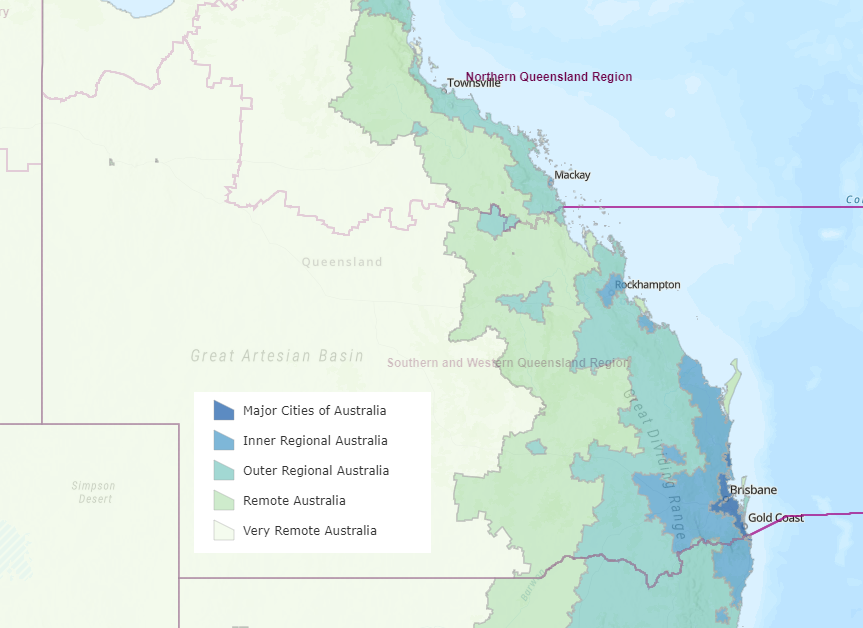 ry
Northern Queensland Region
Townsville
Mackay
Queensland
Rockhampton
Great Artesian Basin
Southern and Western Queensland Region
Great Dividing Range
Major Cities of Australia
Inner Regional Australia
Outer Regional Australia
Remote Australia
Very Remote Australia
Simpson
Desert
Brisbane
Gold Coast